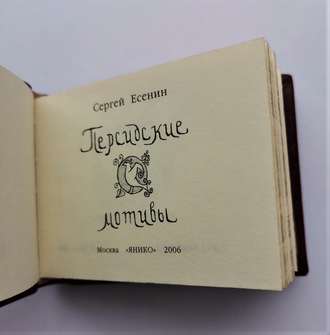 Сергей Есенин
Персидские
мотивы
Москва «ЯНИКО» 2006